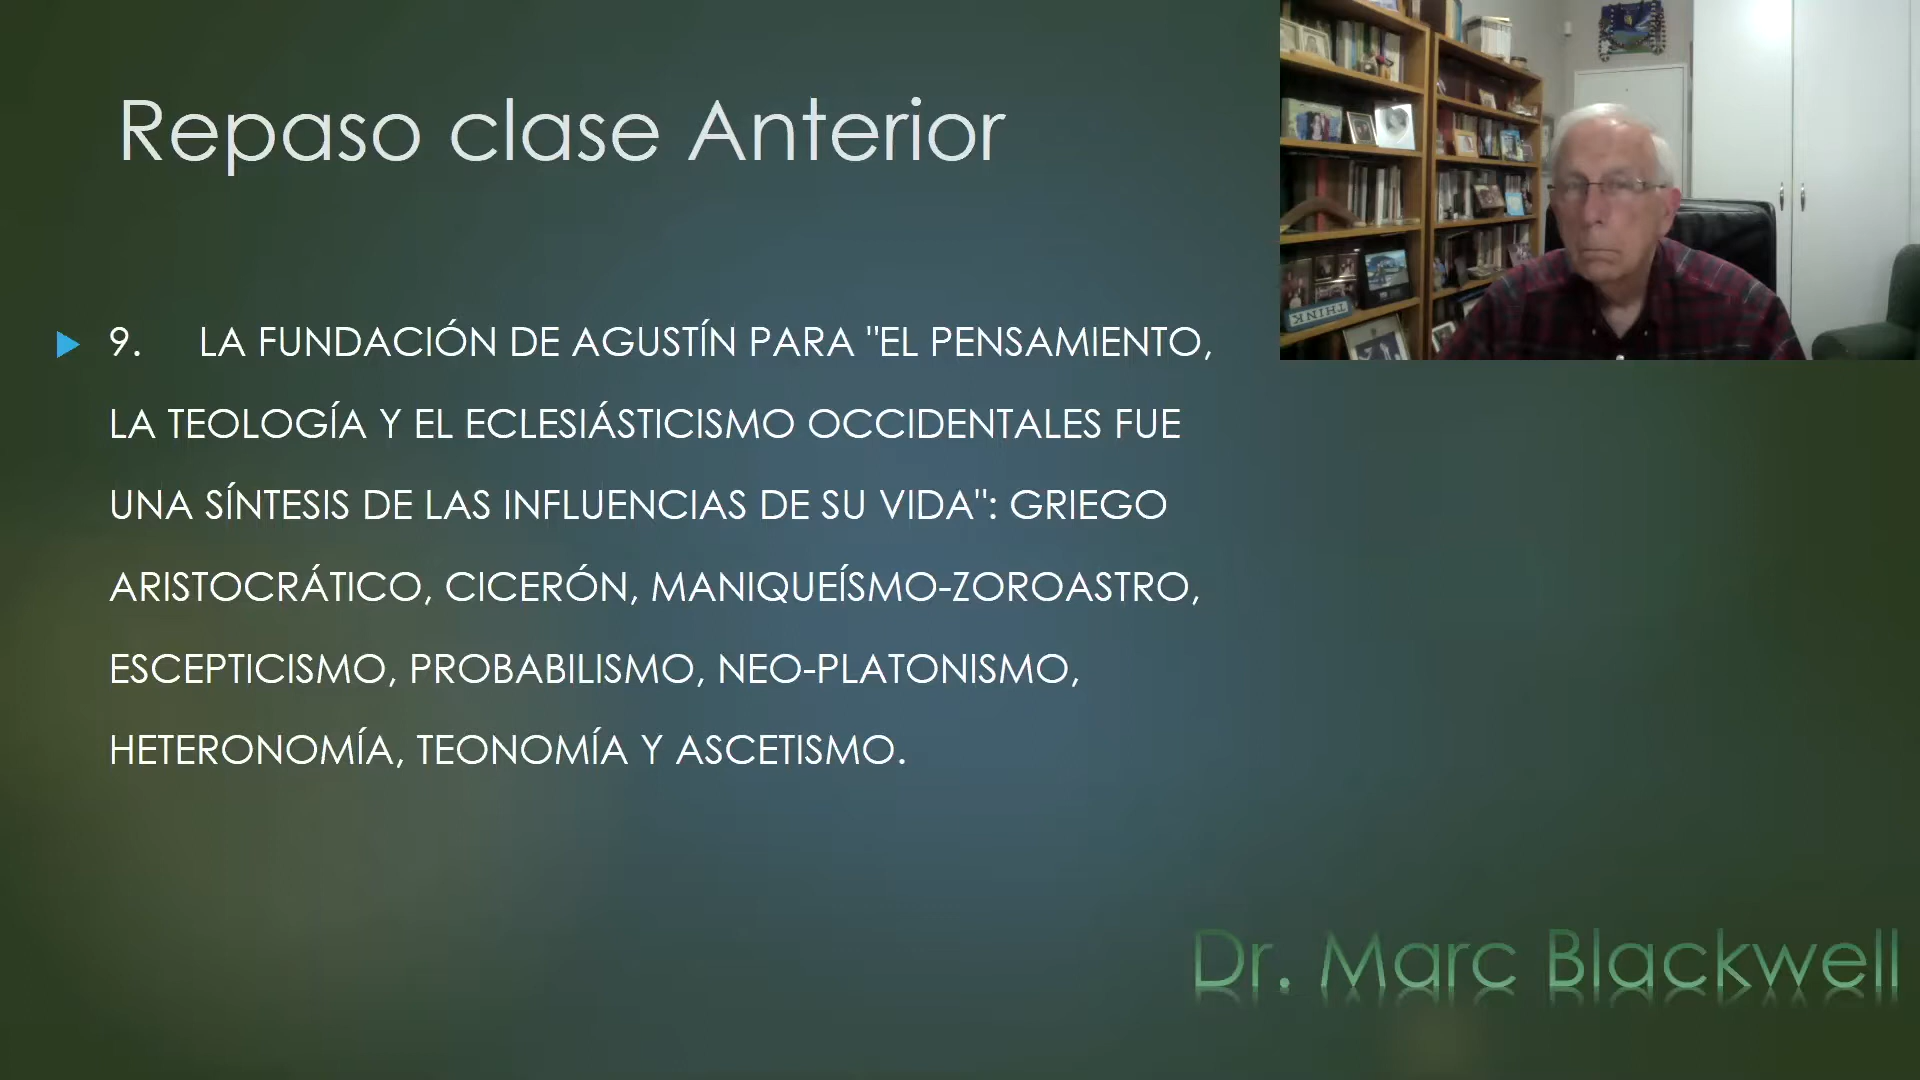 Repaso clase Anterior
9. LA FUNDACIÓN DE AGUSTÍN PARA "EL PENSAMIENTO,
LA TEOLOGÍA Y EL ECLESIÁSTICISMO OCCIDENTALES FUE
UNA SÍNTESIS DE LAS INFLUENCIAS DE SU VIDA": GRIEGO
ARISTOCRÁTICO, CICERÓN, MANIQUEÍSMO-ZOROASTRO,
ESCEPTICISMO, PROBABILISMO, NEO-PLATONISMO,
HETERONOMÍA, TEONOMÍA Y ASCETISMO.
THINK
Dr. Marc Blackwell